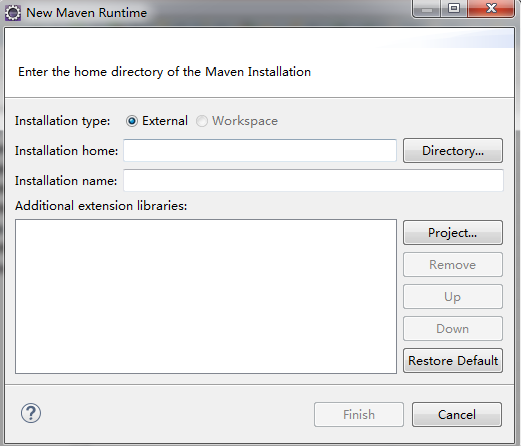 New Maven Runtime
Enter the home directory of the Maven Installation
Installation type: External Workspace
Installation home: Directory...
Installation name:
Additional extension libraries:
Project...
Remove
Up
Down
Restore Default
? Finish Cancel